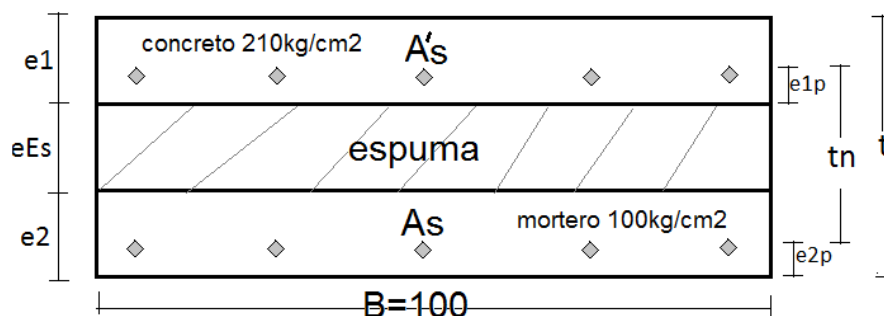 concreto 210kg/cm2
A's
e1
e1p
eEs
espuma
tn
t
e2
As
mortero 100kg/cm2
e2p
B=100